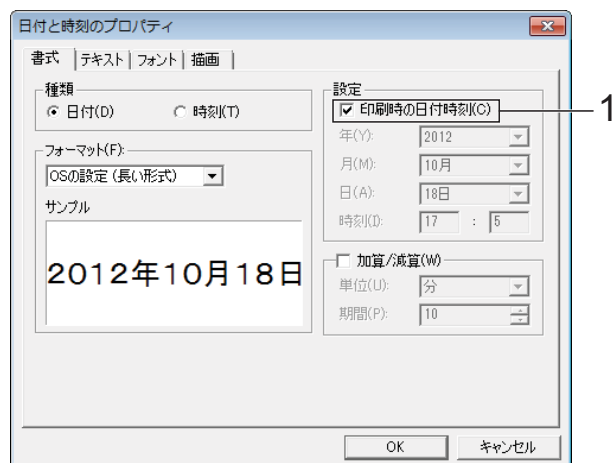 日付と時刻のプロパティ
書式 テキスト フォント 描画
種類
日付(D) 時刻(T)
フォーマット(F):
OSの設定 (長い形式)
サンプル
2012年10月18日
設定
印刷時の日付時刻(C)
1
年(Y): 2012
月(M): 10月
日(A): 18日
時刻(I): 17 : 5
加算/減算(W)
単位(U): 分
期間(P): 10
OK キャンセル